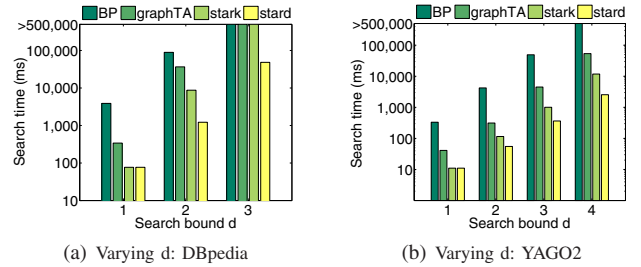 BP graphTA stark stard
>500,000
100,000
10,000
1,000
100
10
Search time (ms)
1 2 3
Search bound d
(a) Varying d: DBpedia
BP graphTA stark stard
>500,000
100,000
10,000
1,000
100
10
Search time (ms)
1 2 3 4
Search bound d
(b) Varying d: YAGO2